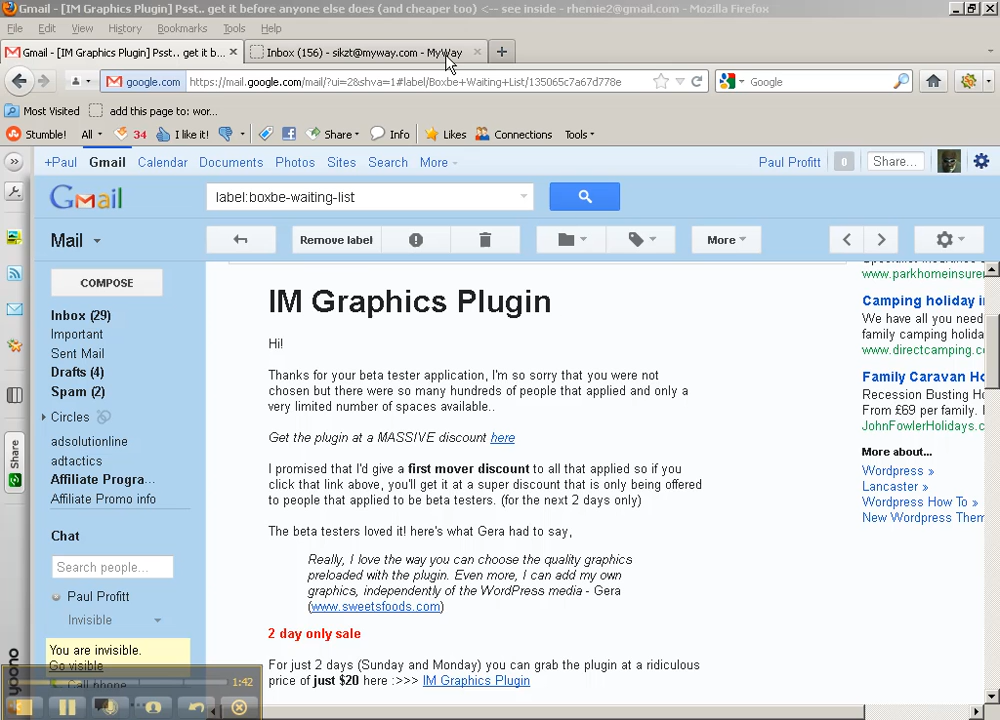 Gmail - [IM Graphics Plugin] Psst.. get it before anyone else does (and cheaper too) <-- see inside - rhemie2@gmail.com - Mozilla Firefox
File Edit View History Bookmarks Tools Help
Gmail - [IM Graphics Plugin] Psst.. get it b... × Inbox (156) - sikzt@myway.com - MyWay × +
google.com https://mail.google.com/mail/?ui=2&shva=1#label/Boxbe+Waiting+List/135065c7a67d778e Google
Most Visited add this page to: wor...
Stumble! All 34 I like it! Share Info Likes Connections Tools
+Paul Gmail Calendar Documents Photos Sites Search More Paul Profitt 0 Share...
Gmail label:boxbe-waiting-list
Mail Remove label More
COMPOSE
Inbox (29)
Important
Sent Mail
Drafts (4)
Spam (2)
Circles
adsolutionline
adtactics
Affiliate Progra...
Affiliate Promo info
Chat
Search people...
Paul Profitt
Invisible
You are invisible.
Go visible
Call phone
Share
yoono
1:42
IM Graphics Plugin
Hi!
Thanks for your beta tester application, I'm so sorry that you were not
chosen but there were so many hundreds of people that applied and only a
very limited number of spaces available..
Get the plugin at a MASSIVE discount here
I promised that I'd give a first mover discount to all that applied so if you
click that link above, you'll get it at a super discount that is only being offered
to people that applied to be beta testers. (for the next 2 days only)
The beta testers loved it! here's what Gera had to say,
Really, I love the way you can choose the quality graphics
preloaded with the plugin. Even more, I can add my own
graphics, independently of the WordPress media - Gera
(www.sweetsfoods.com)
2 day only sale
For just 2 days (Sunday and Monday) you can grab the plugin at a ridiculous
price of just $20 here :>>> IM Graphics Plugin
www.parkhomeinsure
Camping holiday in
We have all you need
family camping holida
www.directcamping.c
Family Caravan Ho
Recession Busting H
From £69 per family.
JohnFowlerHolidays.c
More about...
Wordpress »
Lancaster »
Wordpress How To »
New Wordpress Them